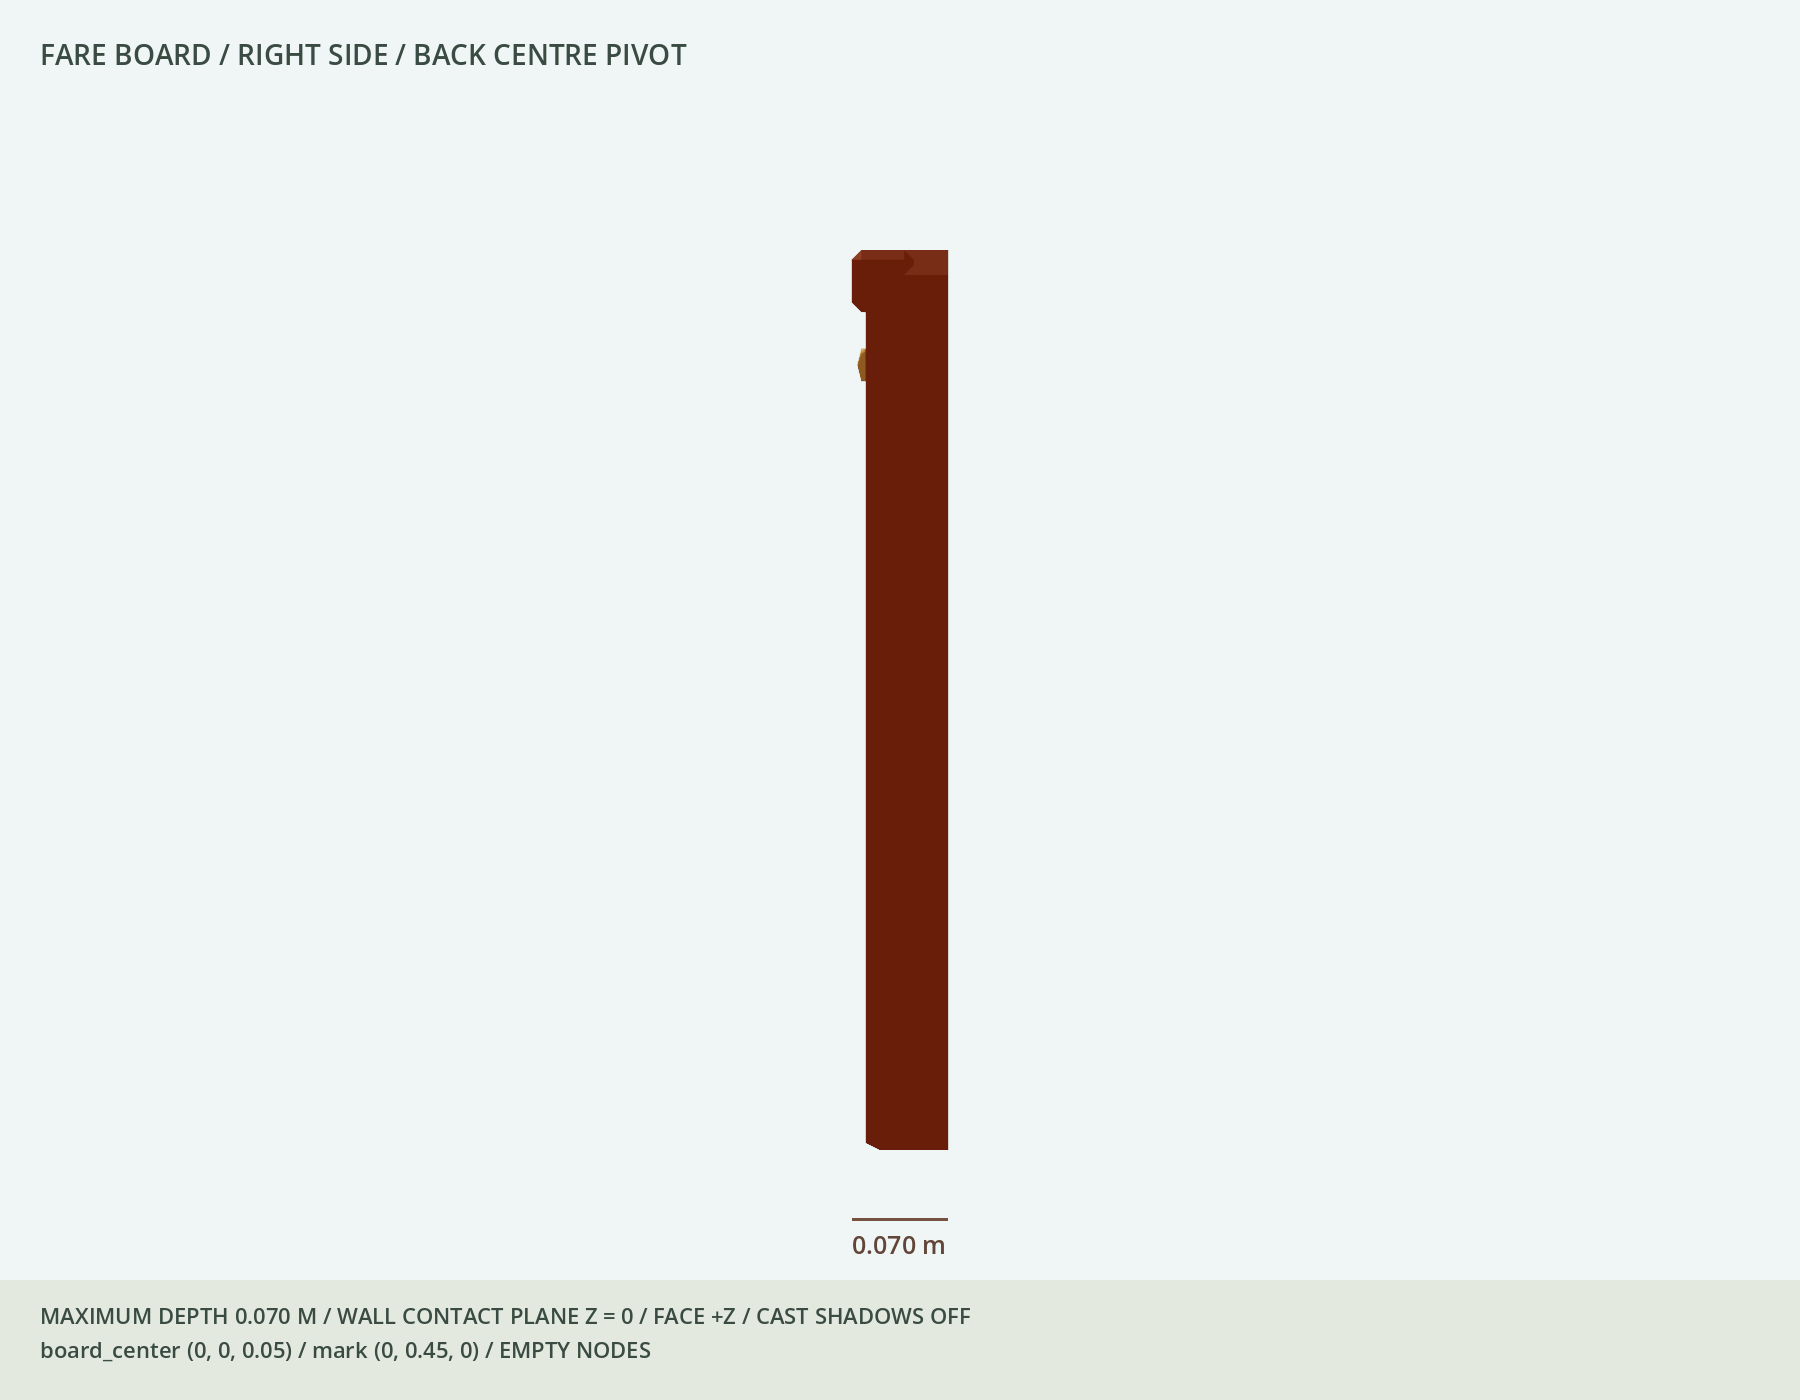 FARE BOARD / RIGHT SIDE / BACK CENTRE PIVOT
0.070 m
MAXIMUM DEPTH 0.070 M / WALL CONTACT PLANE Z = 0 / FACE +Z / CAST SHADOWS OFF
board_center (0, 0, 0.05) / mark (0, 0.45, 0) / EMPTY NODES